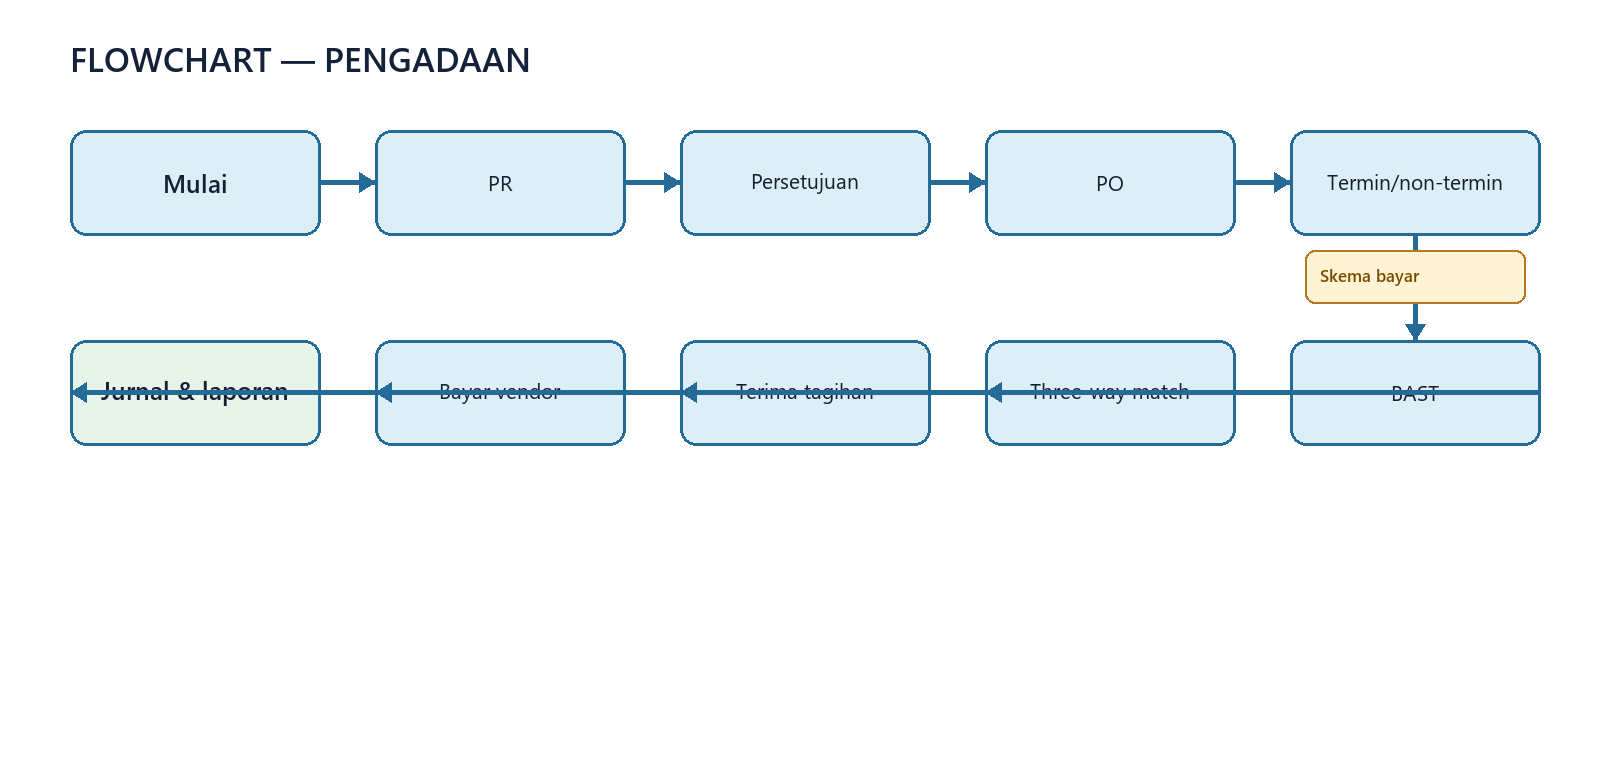 FLOWCHART — PENGADAAN
Mulai
PR
Persetujuan
PO
Termin/non-termin
Skema bayar
BAST
Three-way match
Terima tagihan
Bayar vendor
Jurnal & laporan